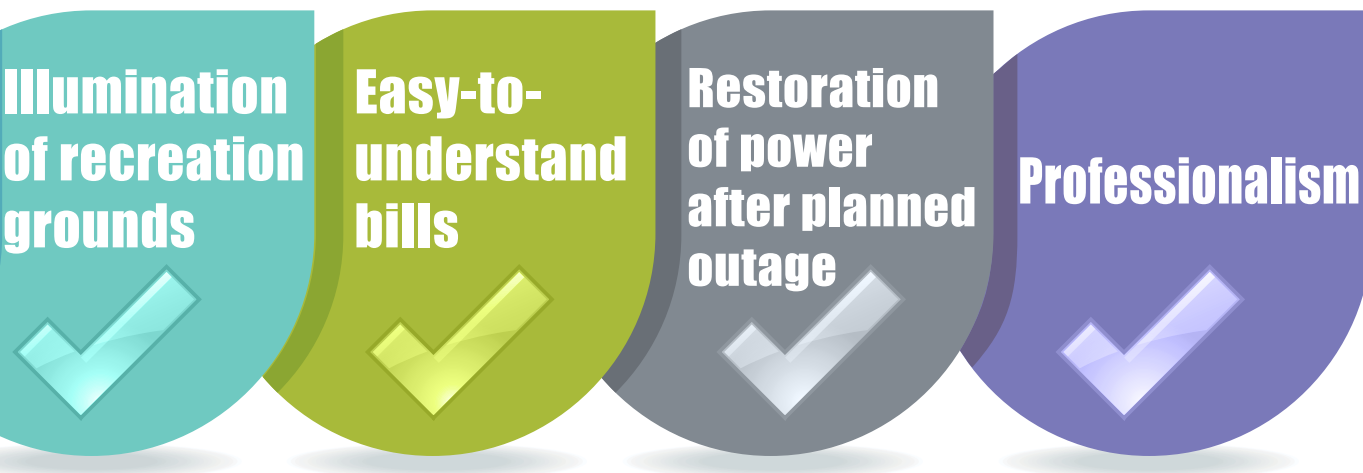 Illumination
of recreation
grounds
Easy-to-
understand
bills
Restoration
of power
after planned
outage
Professionalism